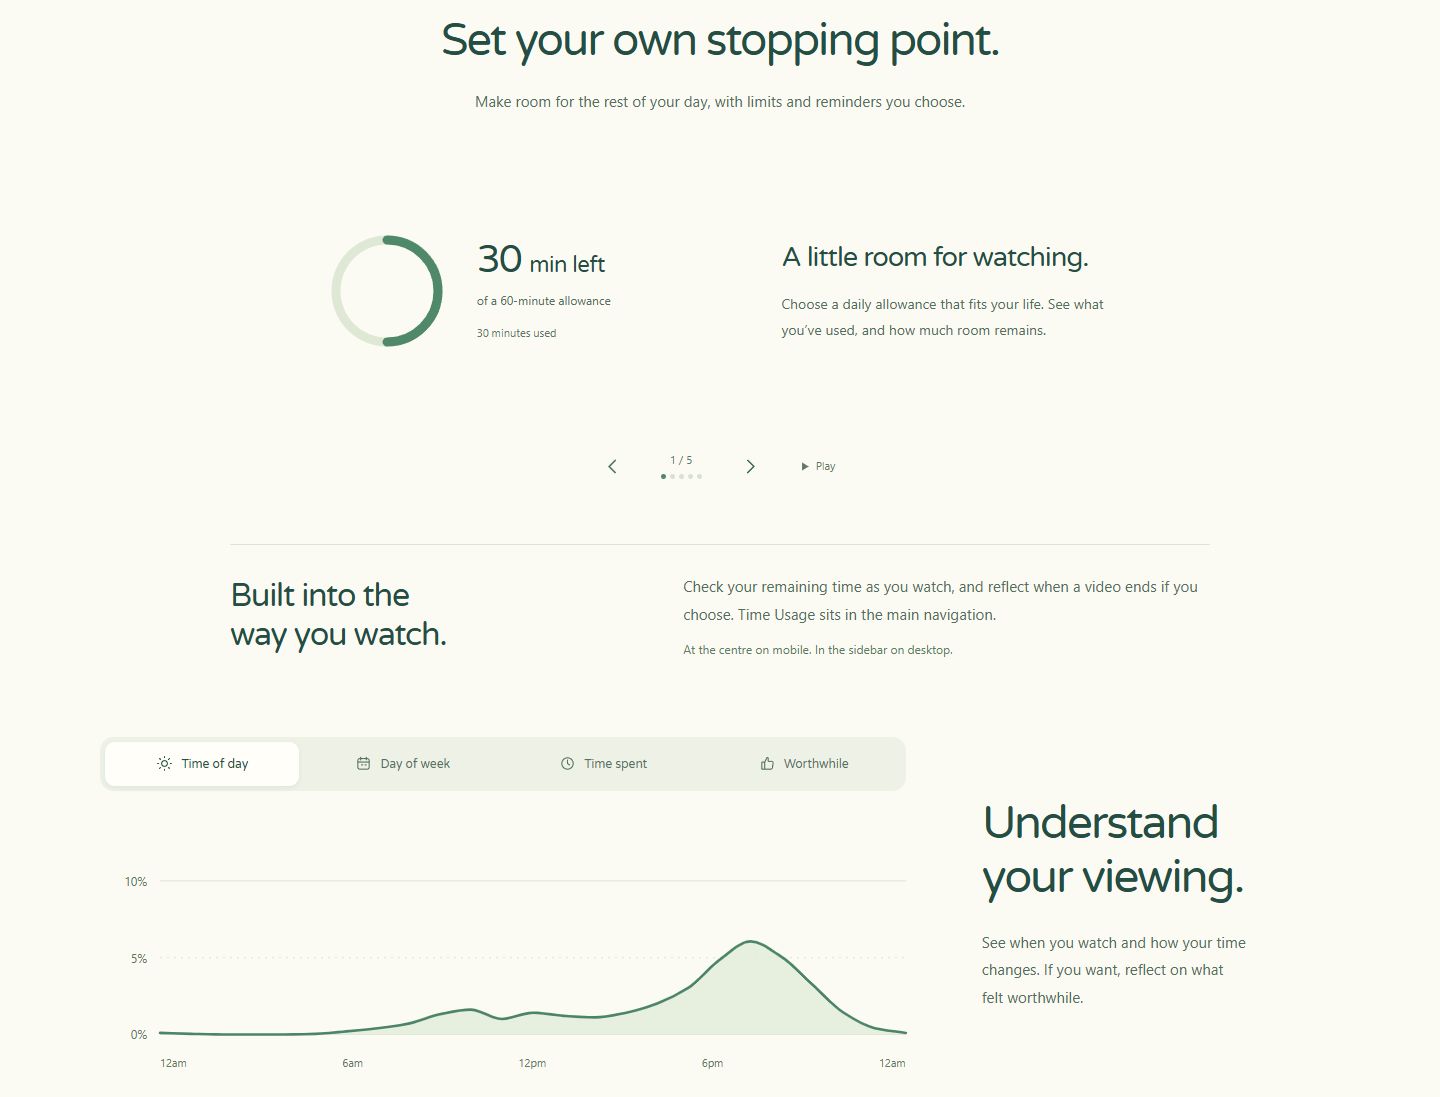 Set your own stopping point.
Make room for the rest of your day, with limits and reminders you choose.
30 min left
of a 60-minute allowance
30 minutes used
A little room for watching.
Choose a daily allowance that fits your life. See what
you’ve used, and how much room remains.
1 / 5
Play
Built into the
way you watch.
Check your remaining time as you watch, and reflect when a video ends if you
choose. Time Usage sits in the main navigation.
At the centre on mobile. In the sidebar on desktop.
Time of day
Day of week
Time spent
Worthwhile
10%
5%
0%
12am
6am
12pm
6pm
12am
Understand
your viewing.
See when you watch and how your time
changes. If you want, reflect on what
felt worthwhile.